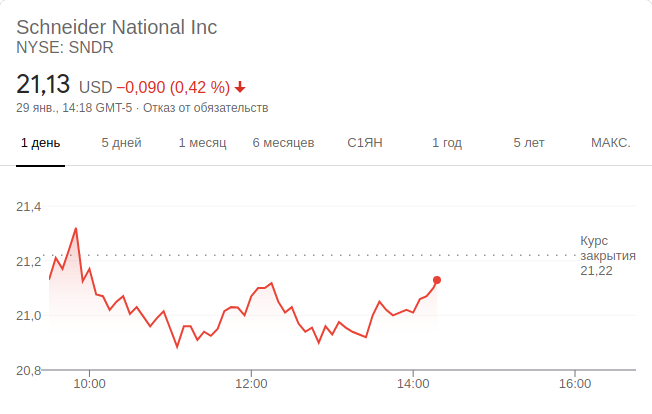 Schneider National Inc
NYSE: SNDR
21,13 USD −0,090 (0,42 %)
29 янв., 14:18 GMT-5 · Отказ от обязательств
1 день 5 дней 1 месяц 6 месяцев С1ЯН 1 год 5 лет МАКС.
21,4
Курс
закрытия
21,22
21,2
21,0
20,8
10:00 12:00 14:00 16:00